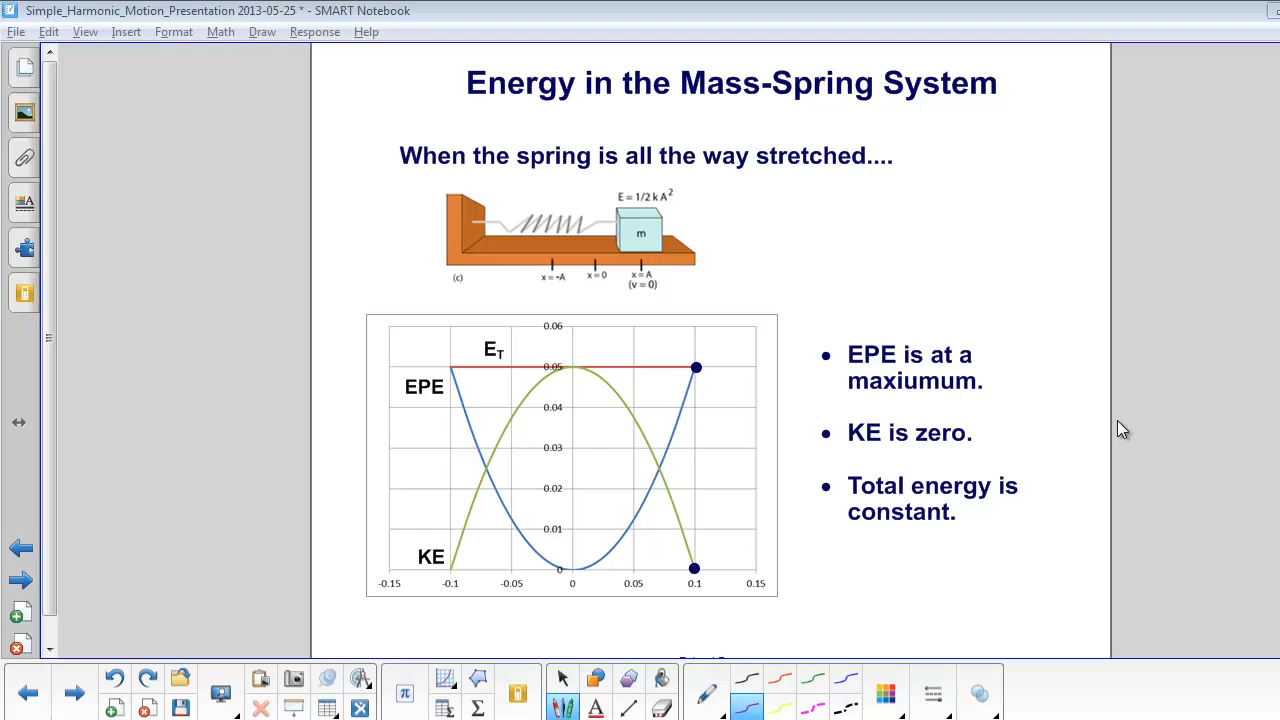 Simple_Harmonic_Motion_Presentation 2013-05-25 * - SMART Notebook
File Edit View Insert Format Math Draw Response Help
Energy in the Mass-Spring System
When the spring is all the way stretched....
E = 1/2 k A²
m
x = -A x = 0 x = A
(c) (v = 0)
0.06
ET
0.05
EPE
0.04
0.03
0.02
0.01
KE
0
-0.15 -0.1 -0.05 0 0.05 0.1 0.15
• EPE is at a
maxiumum.
• KE is zero.
• Total energy is
constant.
π
Σ
A